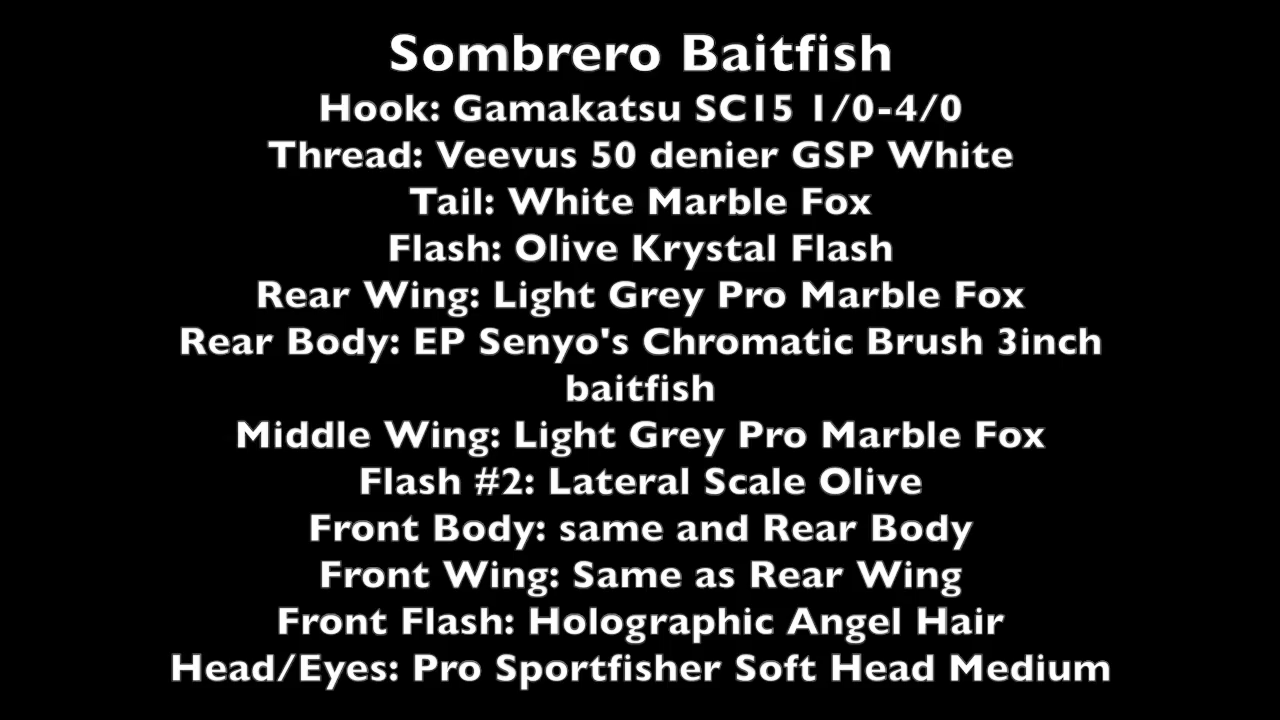 Sombrero Baitfish
Hook: Gamakatsu SC15 1/0-4/0
Thread: Veevus 50 denier GSP White
Tail: White Marble Fox
Flash: Olive Krystal Flash
Rear Wing: Light Grey Pro Marble Fox
Rear Body: EP Senyo's Chromatic Brush 3inch
baitfish
Middle Wing: Light Grey Pro Marble Fox
Flash #2: Lateral Scale Olive
Front Body: same and Rear Body
Front Wing: Same as Rear Wing
Front Flash: Holographic Angel Hair
Head/Eyes: Pro Sportfisher Soft Head Medium